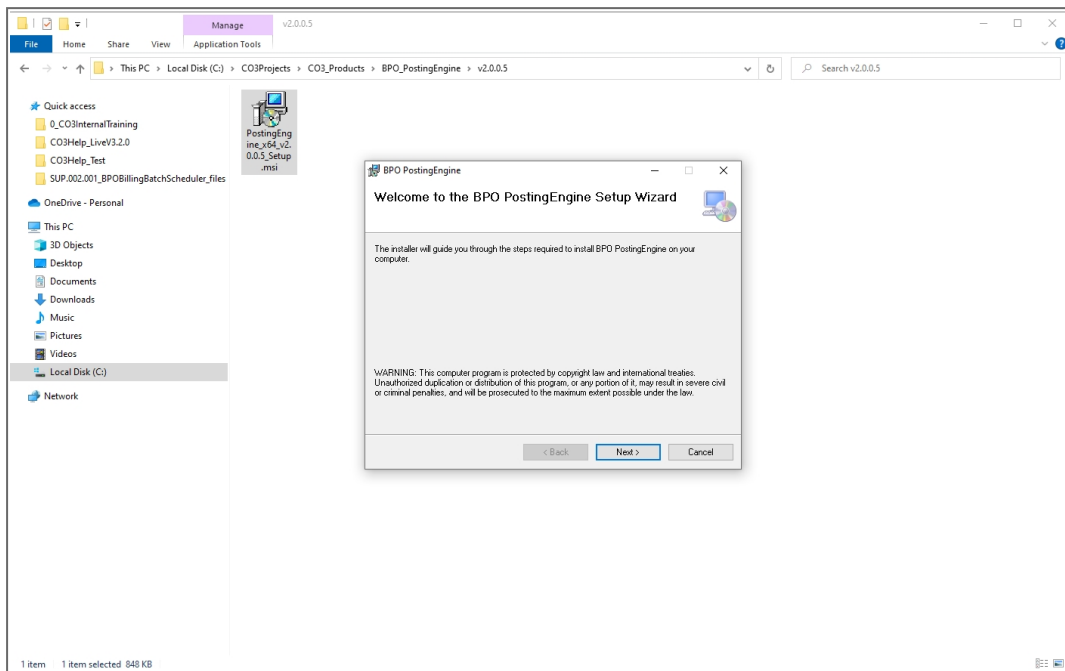 Manage
v2.0.0.5
File
Home
Share
View
Application Tools
This PC > Local Disk (C:) > CO3Projects > CO3_Products > BPO_PostingEngine > v2.0.0.5
Search v2.0.0.5
Quick access
0_CO3InternalTraining
CO3Help_LiveV3.2.0
CO3Help_Test
SUP.002.001_BPOBillingBatchScheduler_files
OneDrive - Personal
This PC
3D Objects
Desktop
Documents
Downloads
Music
Pictures
Videos
Local Disk (C:)
Network
PostingEng
ine_x64_v2.
0.0.5_Setup
.msi
BPO PostingEngine
Welcome to the BPO PostingEngine Setup Wizard
The installer will guide you through the steps required to install BPO PostingEngine on your
computer.
WARNING: This computer program is protected by copyright law and international treaties.
Unauthorized duplication or distribution of this program, or any portion of it, may result in severe civil
or criminal penalties, and will be prosecuted to the maximum extent possible under the law.
< Back
Next >
Cancel
1 item
1 item selected 848 KB